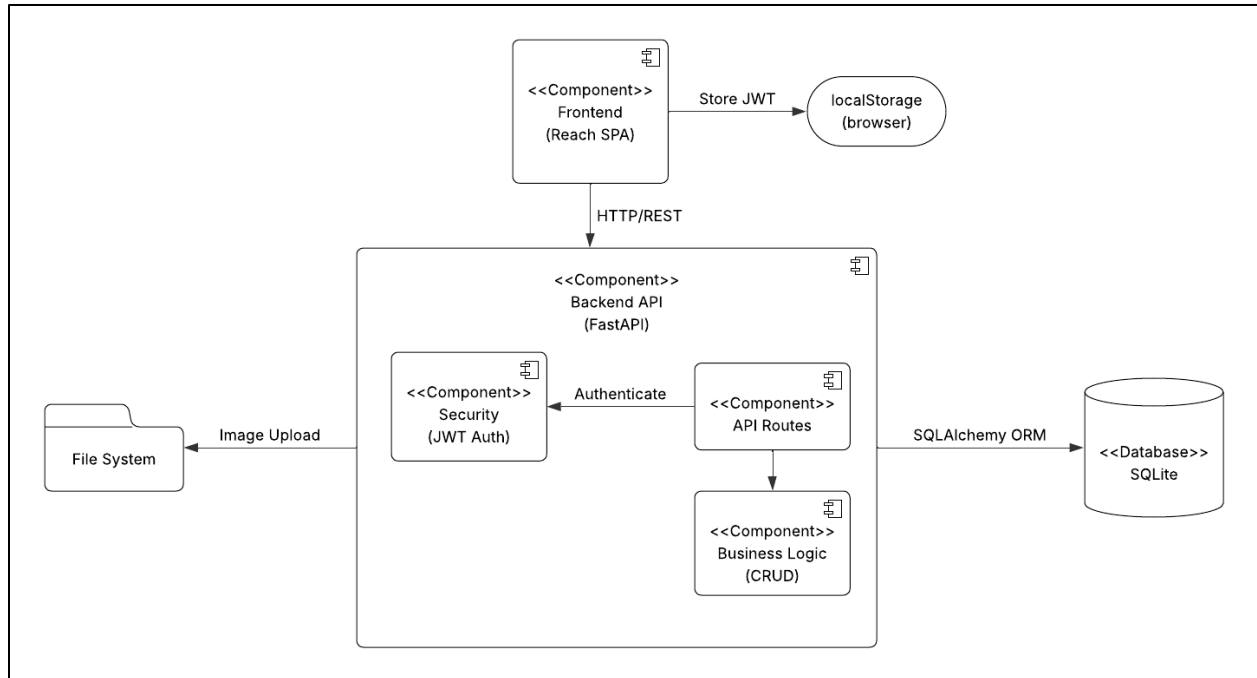 <<Component>>
Frontend
(Reach SPA)
Store JWT
localStorage
(browser)
HTTP/REST
<<Component>>
Backend API
(FastAPI)
<<Component>>
Security
(JWT Auth)
Authenticate
<<Component>>
API Routes
Image Upload
File System
SQLAlchemy ORM
<<Database>>
SQLite
<<Component>>
Business Logic
(CRUD)